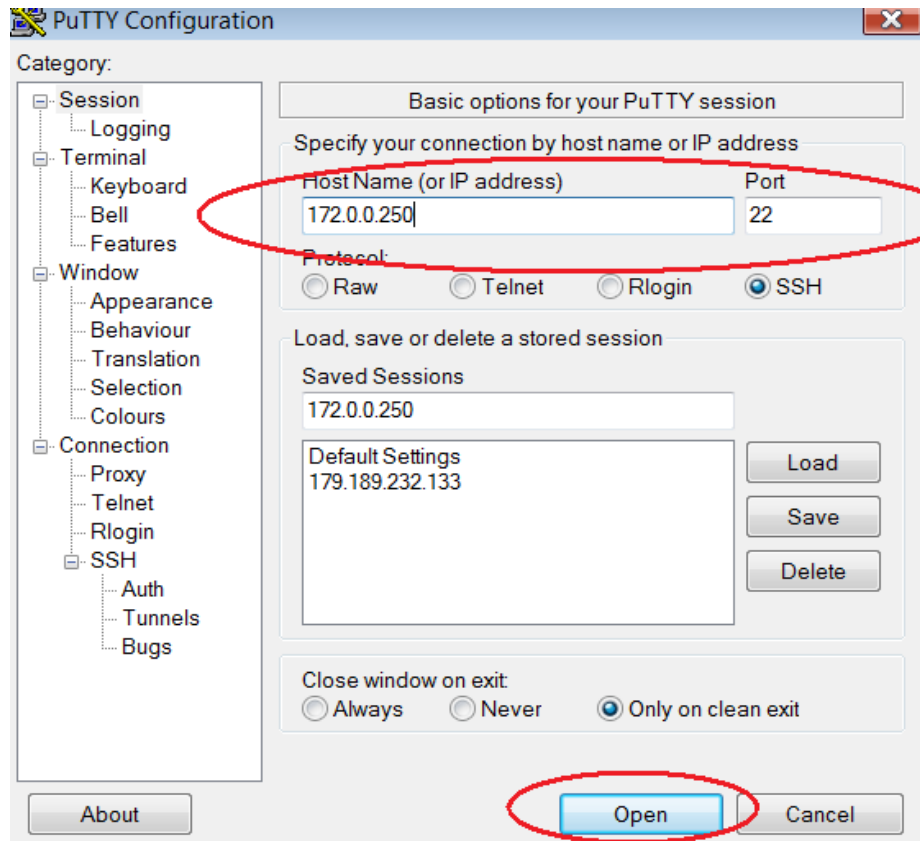 PuTTY Configuration
Category:
Session
Logging
Terminal
Keyboard
Bell
Features
Window
Appearance
Behaviour
Translation
Selection
Colours
Connection
Proxy
Telnet
Rlogin
SSH
Auth
Tunnels
Bugs
Basic options for your PuTTY session
Specify your connection by host name or IP address
Host Name (or IP address) Port
172.0.0.250 22
Protocol:
Raw Telnet Rlogin SSH
Load, save or delete a stored session
Saved Sessions
172.0.0.250
Default Settings
179.189.232.133
Load
Save
Delete
Close window on exit:
Always Never Only on clean exit
About Open Cancel